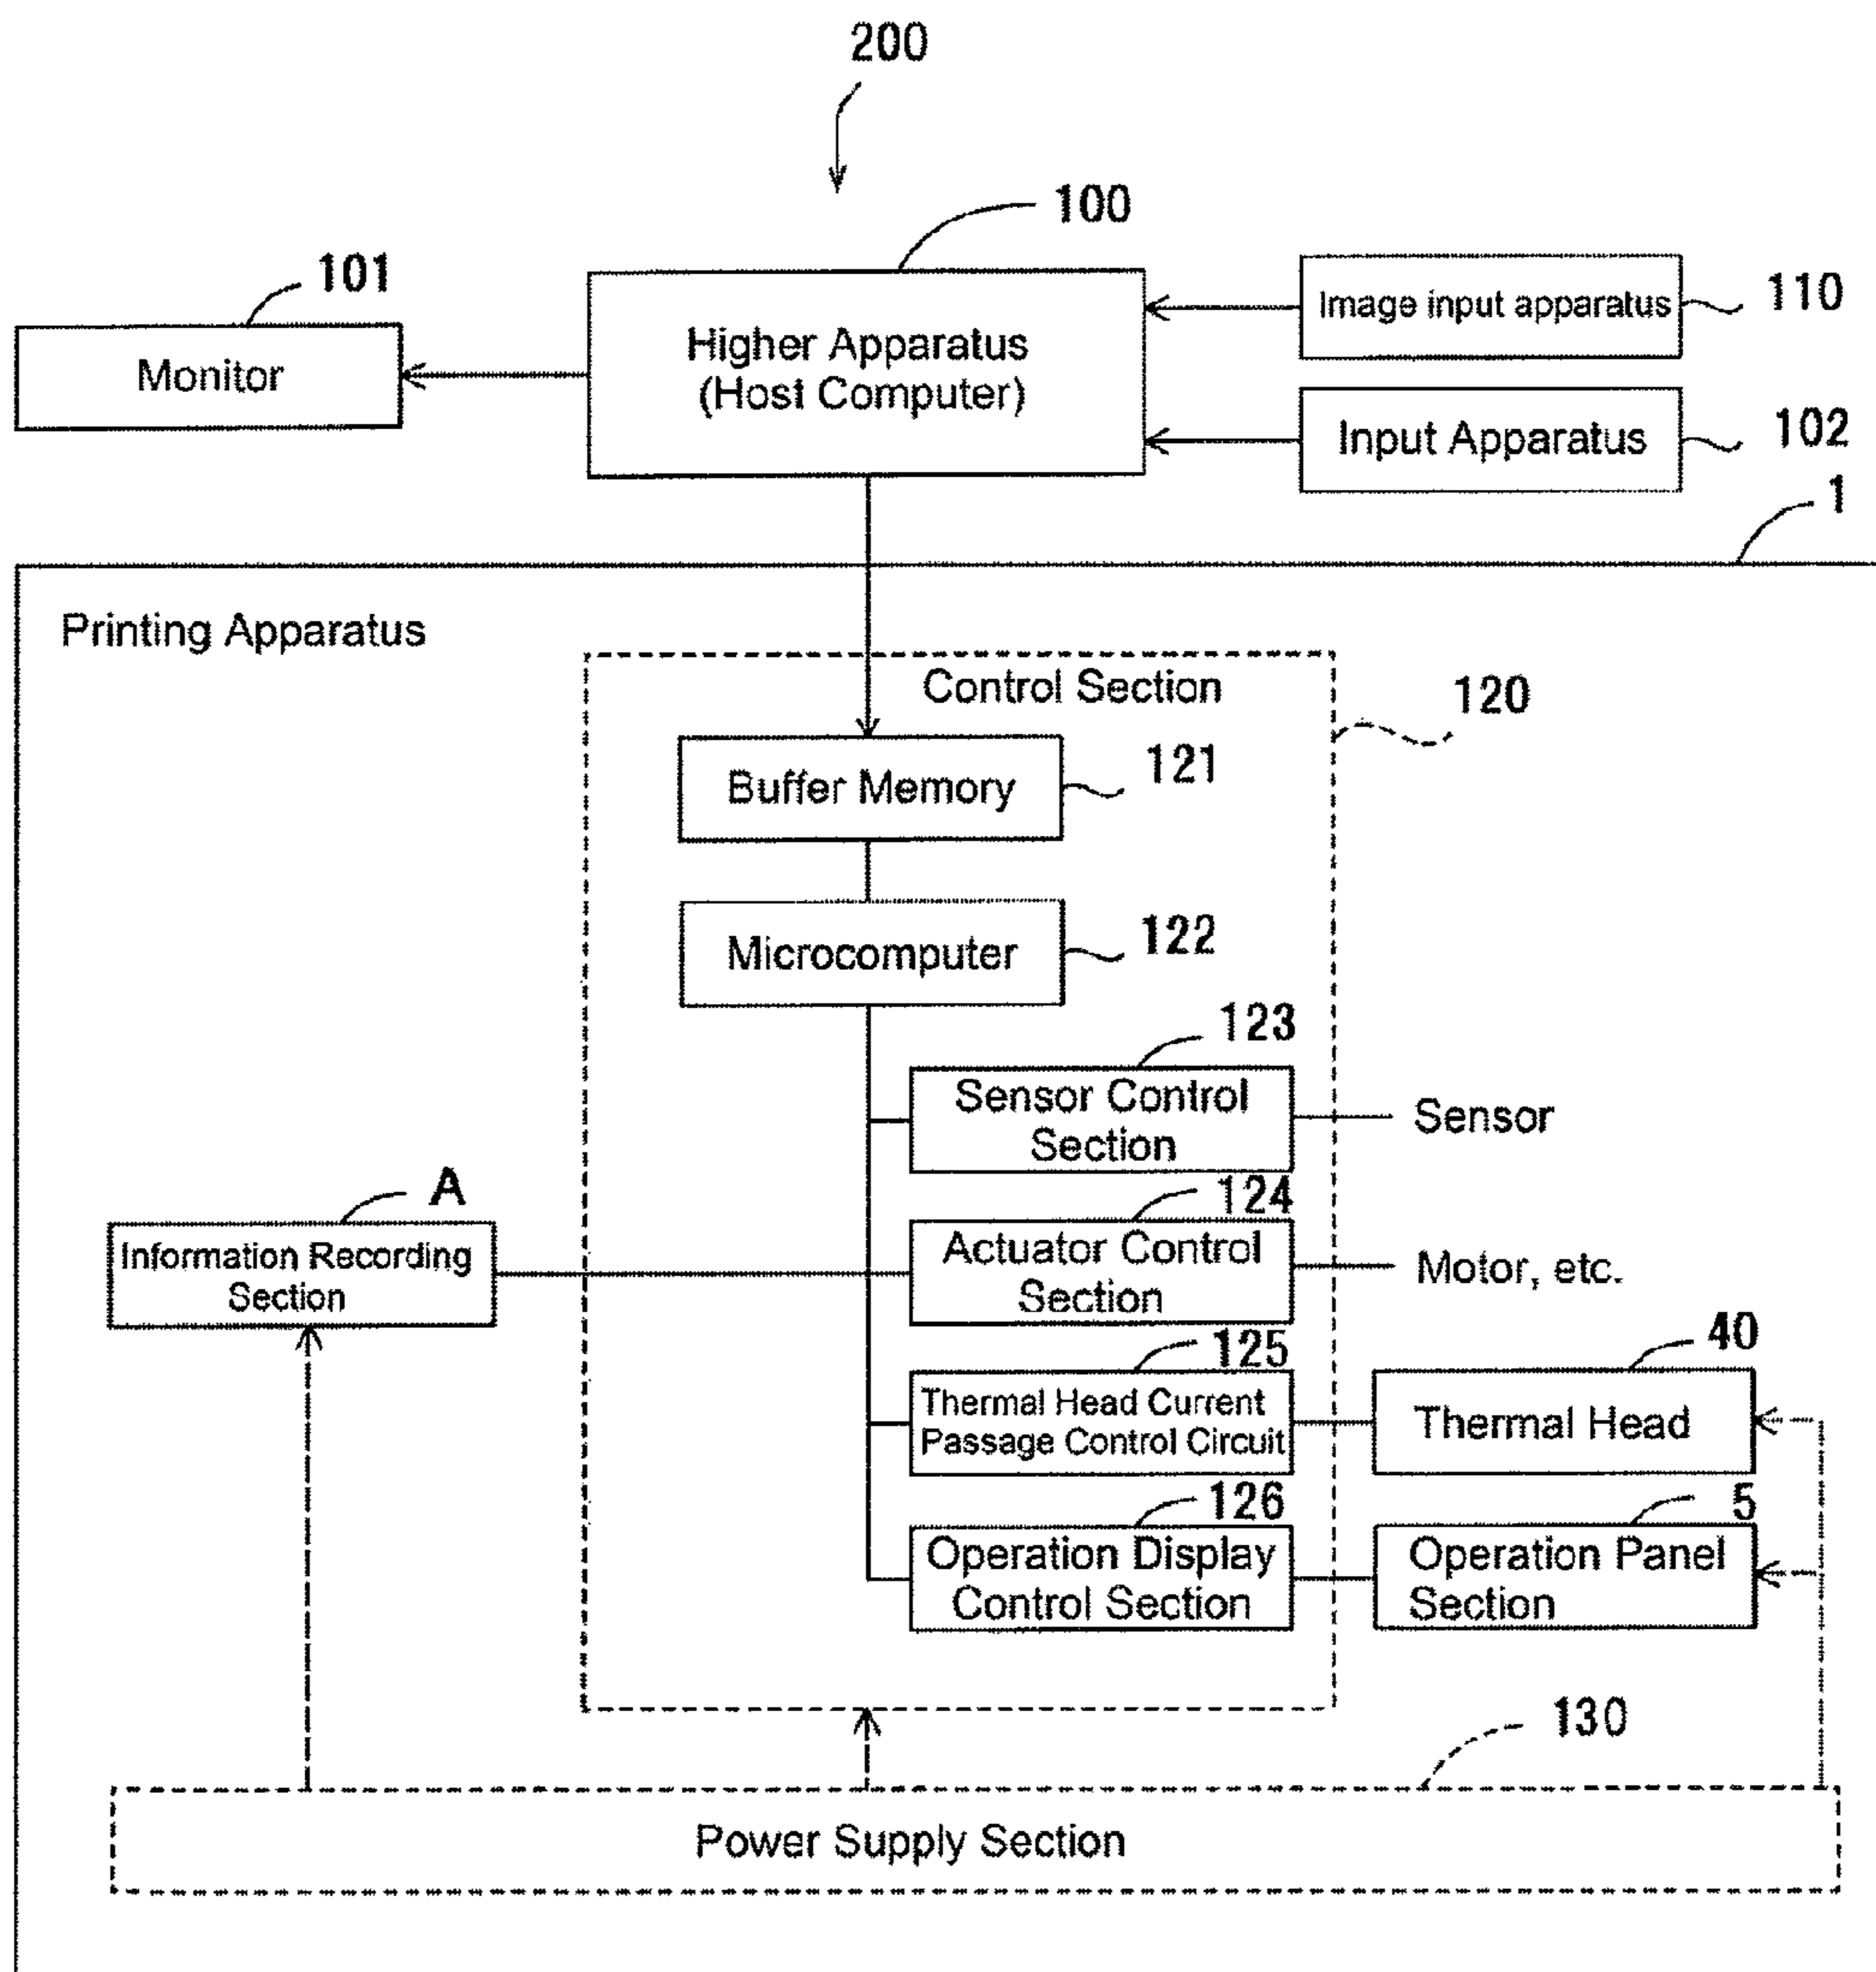 200
100
101
Monitor
Higher Apparatus
(Host Computer)
Image input apparatus
110
Input Apparatus
102
1
Printing Apparatus
Control Section
120
Buffer Memory
121
Microcomputer
122
123
Sensor Control
Section
Sensor
A
Information Recording
Section
124
Actuator Control
Section
Motor, etc.
125
Thermal Head Current
Passage Control Circuit
40
Thermal Head
126
Operation Display
Control Section
5
Operation Panel
Section
130
Power Supply Section